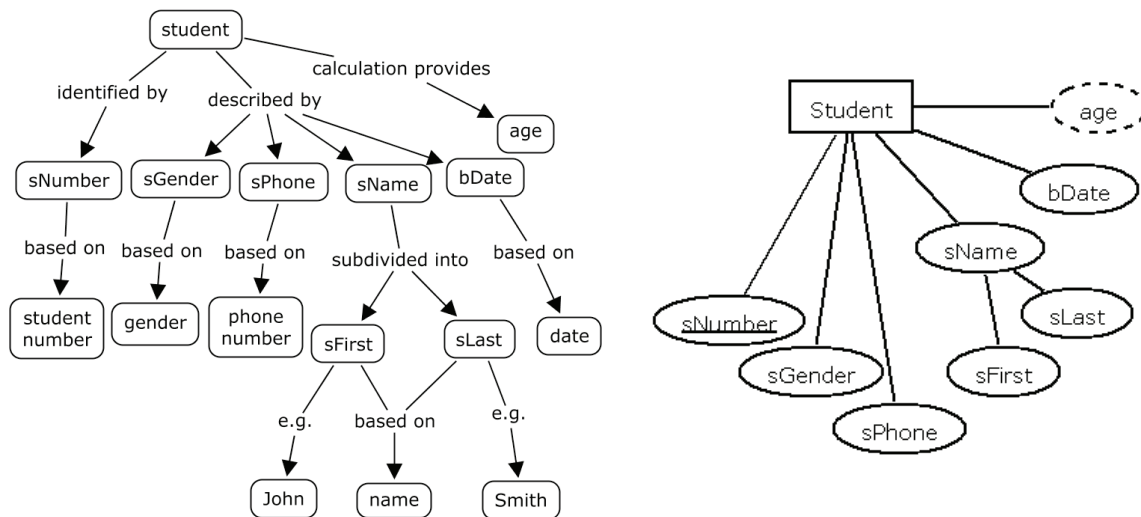 student
calculation provides
identified by
described by
age
sNumber
sGender
sPhone
sName
bDate
based on
based on
based on
subdivided into
based on
student
number
gender
phone
number
sFirst
sLast
date
e.g.
based on
e.g.
John
name
Smith
Student
age
bDate
sName
sNumber
sLast
sGender
sFirst
sPhone